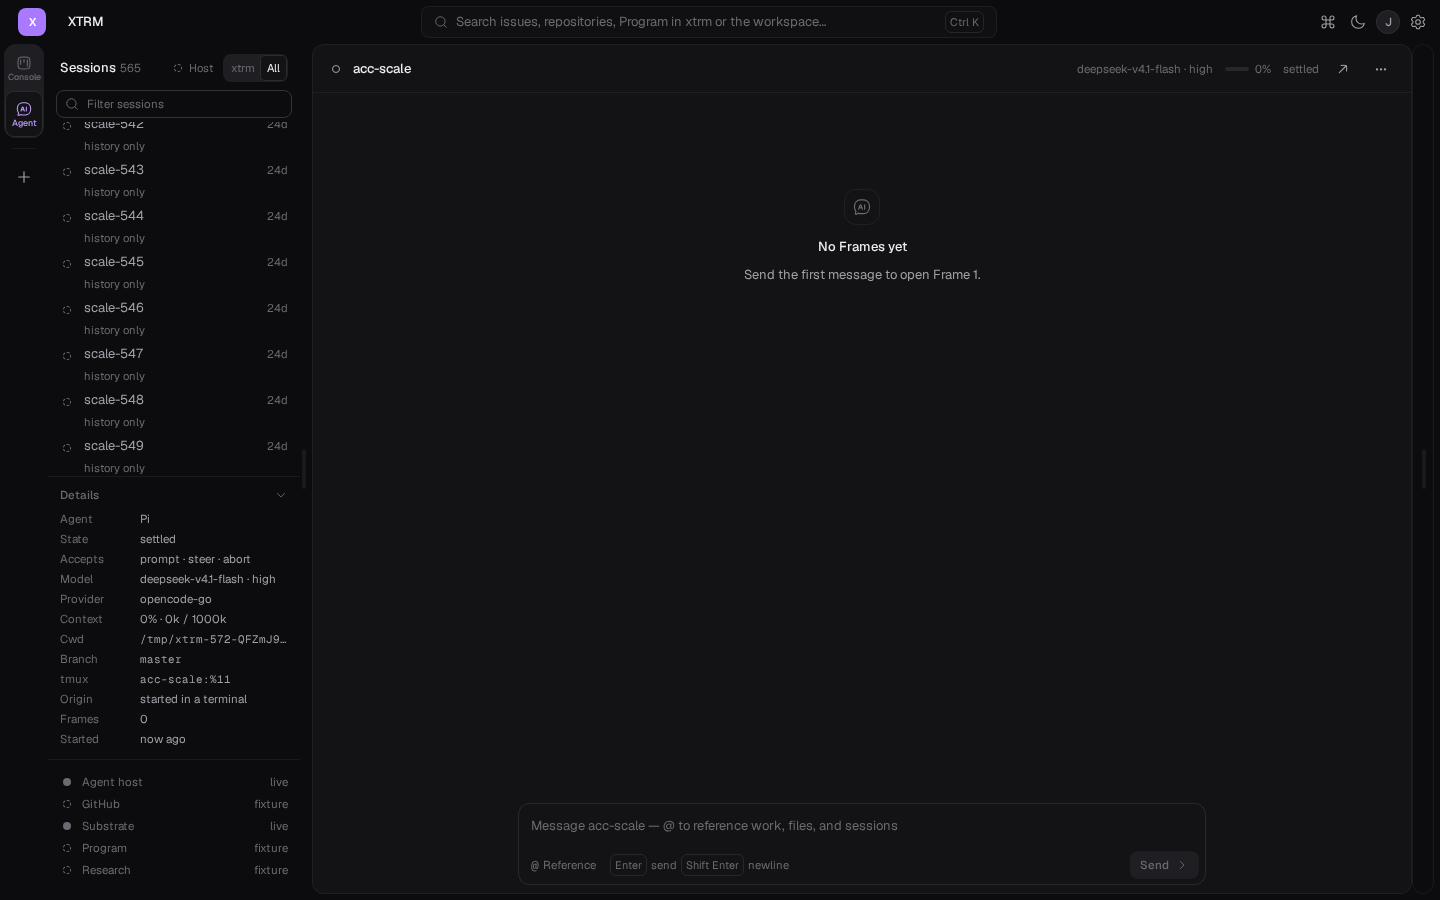 X XTRM Search issues, repositories, Program in xtrm or the workspace... Ctrl K J
Console
AI
Agent
Sessions 565 Host xtrm All
Filter sessions
scale-542 24d
history only
scale-543 24d
history only
scale-544 24d
history only
scale-545 24d
history only
scale-546 24d
history only
scale-547 24d
history only
scale-548 24d
history only
scale-549 24d
history only
Details
Agent Pi
State settled
Accepts prompt · steer · abort
Model deepseek-v4.1-flash · high
Provider opencode-go
Context 0% · 0k / 1000k
Cwd /tmp/xtrm-572-QFZmJ9…
Branch master
tmux acc-scale:%11
Origin started in a terminal
Frames 0
Started now ago
Agent host live
GitHub fixture
Substrate live
Program fixture
Research fixture
acc-scale deepseek-v4.1-flash · high 0% settled
AI
No Frames yet
Send the first message to open Frame 1.
Message acc-scale — @ to reference work, files, and sessions
@ Reference Enter send Shift Enter newline Send